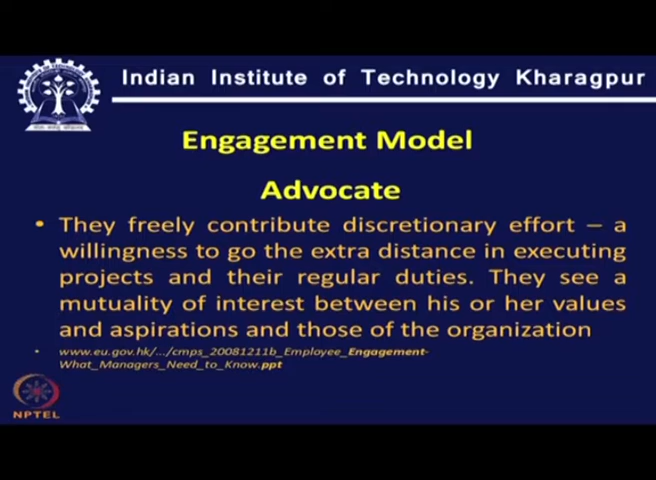 Indian Institute of Technology Kharagpur
Engagement Model
Advocate
• They freely contribute discretionary effort – a
willingness to go the extra distance in executing
projects and their regular duties. They see a
mutuality of interest between his or her values
and aspirations and those of the organization
• www.eu.gov.hk/.../cmps_20081211b_Employee_Engagement-
What_Managers_Need_to_Know.ppt
NPTEL